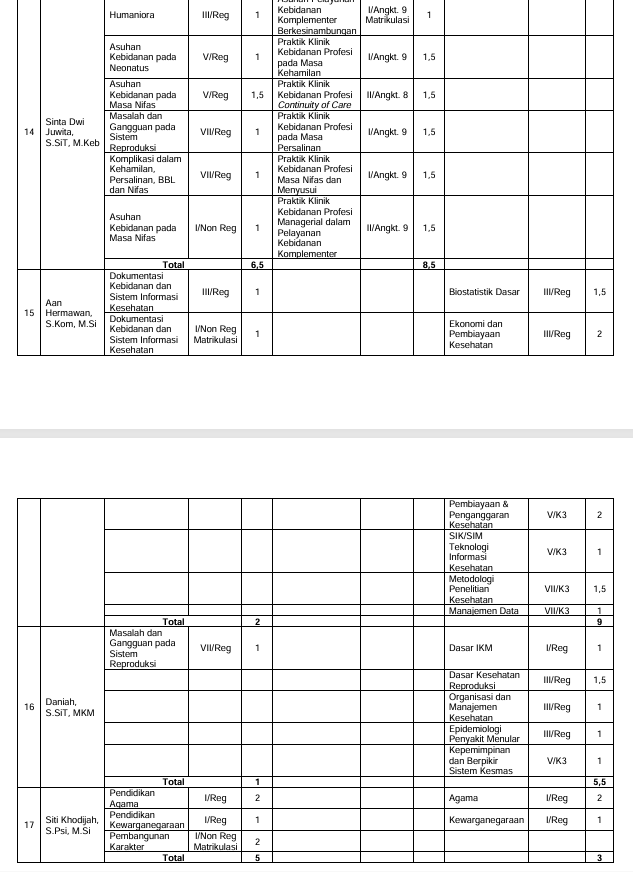 Asuhan Pelayanan
Humaniora III/Reg 1 Kebidanan Komplementer Berkesinambungan I/Angkt. 9 Matrikulasi 1
14 Sinta Dwi Juwita, S.SiT, M.Keb
Asuhan Kebidanan pada Neonatus V/Reg 1 Praktik Klinik Kebidanan Profesi pada Masa Kehamilan I/Angkt. 9 1,5
Asuhan Kebidanan pada Masa Nifas V/Reg 1,5 Praktik Klinik Kebidanan Profesi Continuity of Care II/Angkt. 8 1,5
Masalah dan Gangguan pada Sistem Reproduksi VII/Reg 1 Praktik Klinik Kebidanan Profesi pada Masa Persalinan I/Angkt. 9 1,5
Komplikasi dalam Kehamilan, Persalinan, BBL dan Nifas VII/Reg 1 Praktik Klinik Kebidanan Profesi Masa Nifas dan Menyusui I/Angkt. 9 1,5
Asuhan Kebidanan pada Masa Nifas I/Non Reg 1 Praktik Klinik Kebidanan Profesi Managerial dalam Pelayanan Kebidanan Komplementer II/Angkt. 9 1,5
Total 6,5 8,5
15 Aan Hermawan, S.Kom, M.Si
Dokumentasi Kebidanan dan Sistem Informasi Kesehatan III/Reg 1 Biostatistik Dasar III/Reg 1,5
Dokumentasi Kebidanan dan Sistem Informasi Kesehatan I/Non Reg Matrikulasi 1 Ekonomi dan Pembiayaan Kesehatan III/Reg 2
Pembiayaan & Penganggaran Kesehatan V/K3 2
SIK/SIM Teknologi Informasi Kesehatan V/K3 1
Metodologi Penelitian Kesehatan VII/K3 1,5
Manajemen Data VII/K3 1
Total 2 9
16 Daniah, S.SiT, MKM
Masalah dan Gangguan pada Sistem Reproduksi VII/Reg 1 Dasar IKM I/Reg 1
Dasar Kesehatan Reproduksi III/Reg 1,5
Organisasi dan Manajemen Kesehatan III/Reg 1
Epidemiologi Penyakit Menular III/Reg 1
Kepemimpinan dan Berpikir Sistem Kesmas V/K3 1
Total 1 5,5
17 Siti Khodijah, S.Psi, M.Si
Pendidikan Agama I/Reg 2 Agama I/Reg 2
Pendidikan Kewarganegaraan I/Reg 1 Kewarganegaraan I/Reg 1
Pembangunan Karakter I/Non Reg Matrikulasi 2
Total 5 3